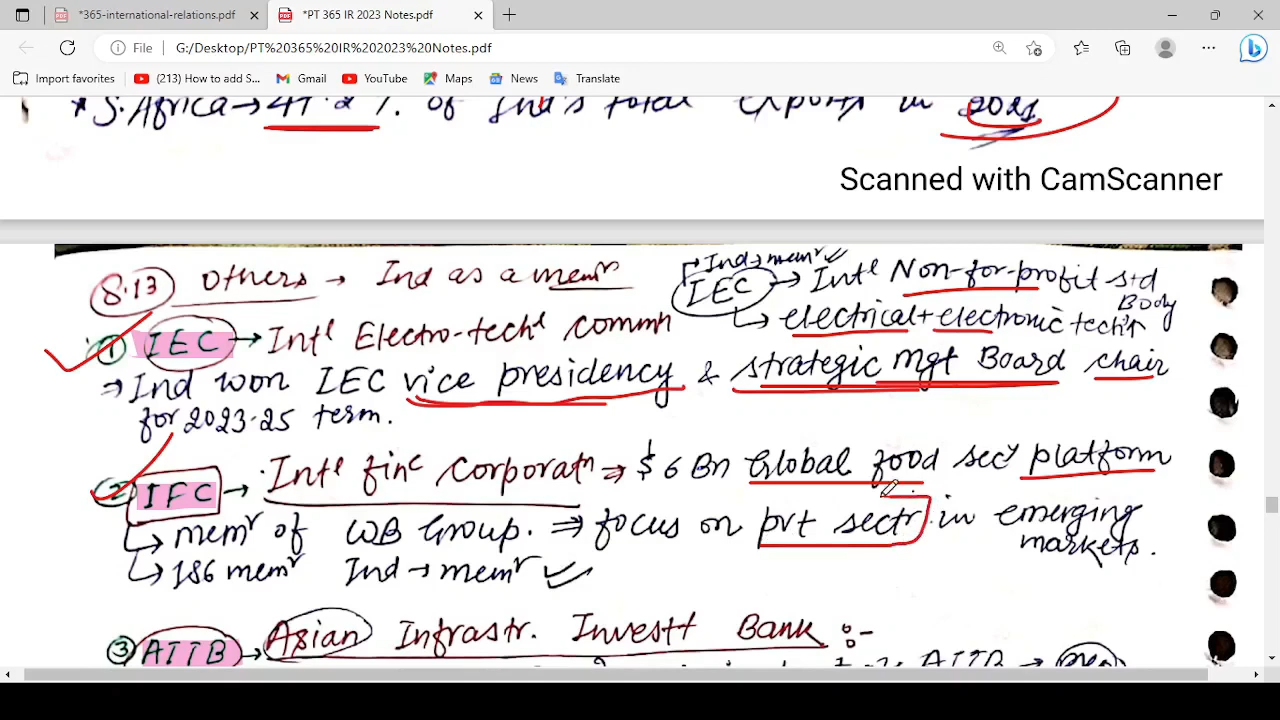 *365-international-relations.pdf
*PT 365 IR 2023 Notes.pdf
File G:/Desktop/PT%20365%20IR%202023%20Notes.pdf
Import favorites (213) How to add S... Gmail YouTube Maps News Translate
* S. Africa → 41.2 %. of Ind's total exports in 2021
Scanned with CamScanner
8.13 Others → Ind as a memr
Ind → memr
IEC → Intl Non-for-profit std Body
electrical + electronic techn
① IEC → Intl Electro-techl commn
⇒ Ind won IEC vice presidency & strategic Mgt Board chair
for 2023-25 term.
② IFC → Intl finc Corporatn ⇒ $6 Bn Global food secy platform
→ memr of WB Group. ⇒ focus on pvt sectr. in emerging markets.
→ 186 memr Ind → memr
③ AIIB → Asian Infrastr. Investt Bank :-
AIIB →